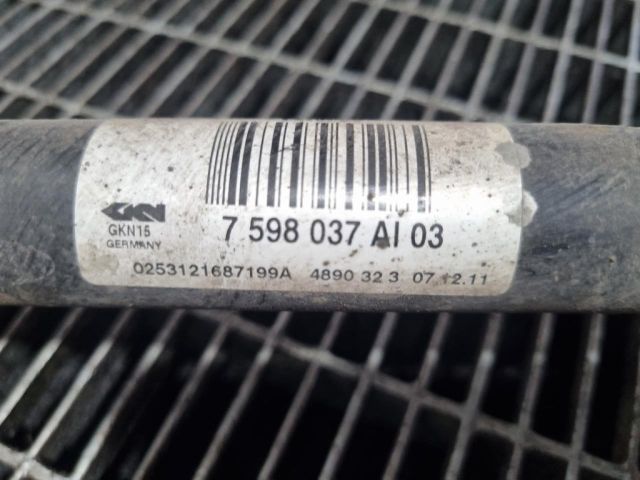 7 598 037 AI 03
GKN
GKN15
GERMANY
0253121687199A 4890 32 3 07.12.11